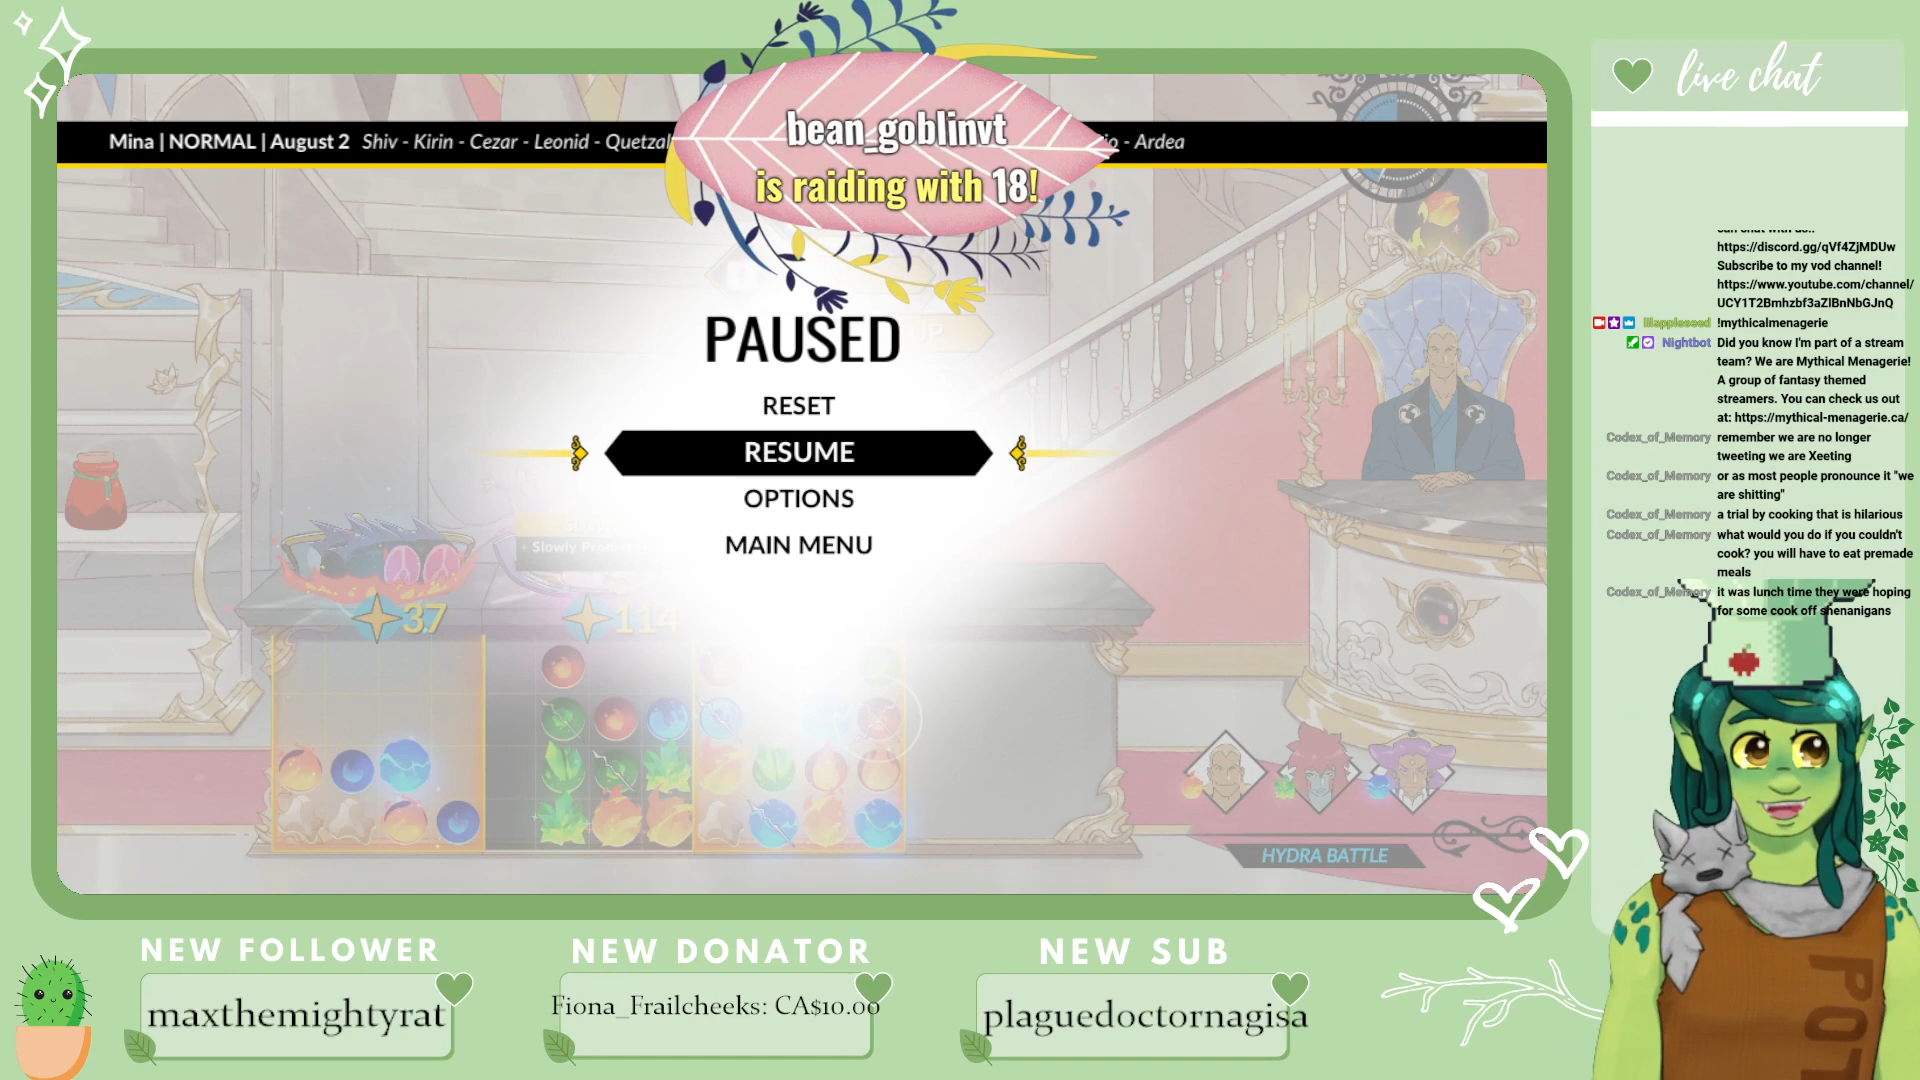 bean_goblinvt
is raiding with 18!
Mina | NORMAL | August 2 Shiv - Kirin - Cezar - Leonid - Quetzal - Ardea
PAUSED
RESET
RESUME
OPTIONS
MAIN MENU
37
114
HYDRA BATTLE
live chat
https://discord.gg/qVf4ZjMDUw
Subscribe to my vod channel!
https://www.youtube.com/channel/
UCY1T2Bmhzbf3aZlBnNbGJnQ
lilappleseed !mythicalmenagerie
Nightbot Did you know I'm part of a stream
team? We are Mythical Menagerie!
A group of fantasy themed
streamers. You can check us out
at: https://mythical-menagerie.ca/
Codex_of_Memory remember we are no longer
tweeting we are Xeeting
Codex_of_Memory or as most people pronounce it "we
are shitting"
Codex_of_Memory a trial by cooking that is hilarious
Codex_of_Memory what would you do if you couldn't
cook? you will have to eat premade
meals
Codex_of_Memory it was lunch time they were hoping
for some cook off shenanigans
NEW FOLLOWER
maxthemightyrat
NEW DONATOR
Fiona_Frailcheeks: CA$10.00
NEW SUB
plaguedoctornagisa
POT